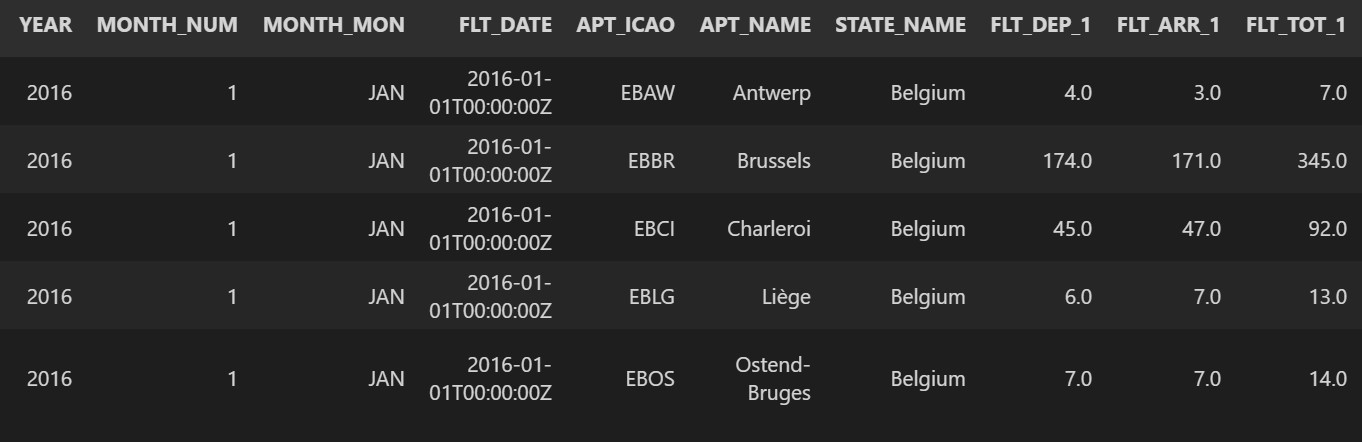 YEAR MONTH_NUM MONTH_MON FLT_DATE APT_ICAO APT_NAME STATE_NAME FLT_DEP_1 FLT_ARR_1 FLT_TOT_1
2016 1 JAN 2016-01-01T00:00:00Z EBAW Antwerp Belgium 4.0 3.0 7.0
2016 1 JAN 2016-01-01T00:00:00Z EBBR Brussels Belgium 174.0 171.0 345.0
2016 1 JAN 2016-01-01T00:00:00Z EBCI Charleroi Belgium 45.0 47.0 92.0
2016 1 JAN 2016-01-01T00:00:00Z EBLG Liège Belgium 6.0 7.0 13.0
2016 1 JAN 2016-01-01T00:00:00Z EBOS Ostend-Bruges Belgium 7.0 7.0 14.0